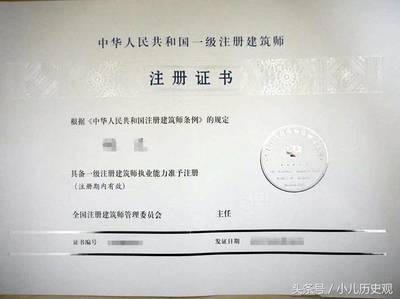 中华人民共和国一级注册建筑师
注册证书
根据《中华人民共和国注册建筑师条例》的规定
具备一级注册建筑师执业能力准予注册
(注册期内有效)
全国注册建筑师管理委员会 主任
证书编号 发证日期
头条号／小儿历史观